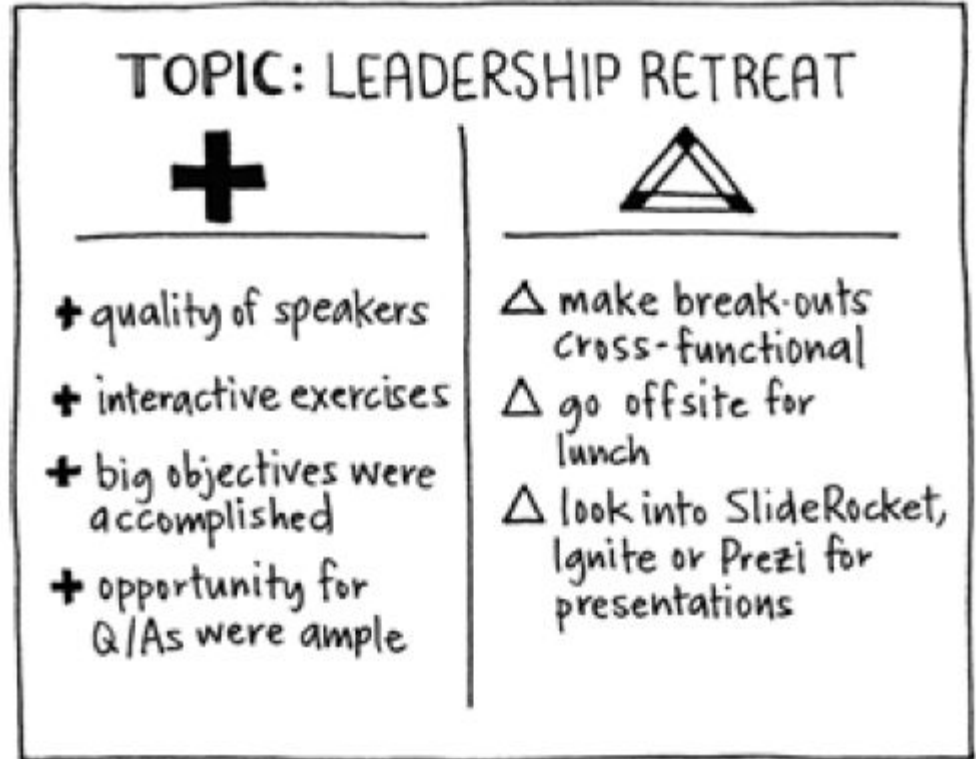 TOPIC: LEADERSHIP RETREAT
+ quality of speakers
+ interactive exercises
+ big objectives were
accomplished
+ opportunity for
Q/As were ample
△ make break-outs
cross-functional
△ go offsite for
lunch
△ look into SlideRocket,
Ignite or Prezi for
presentations